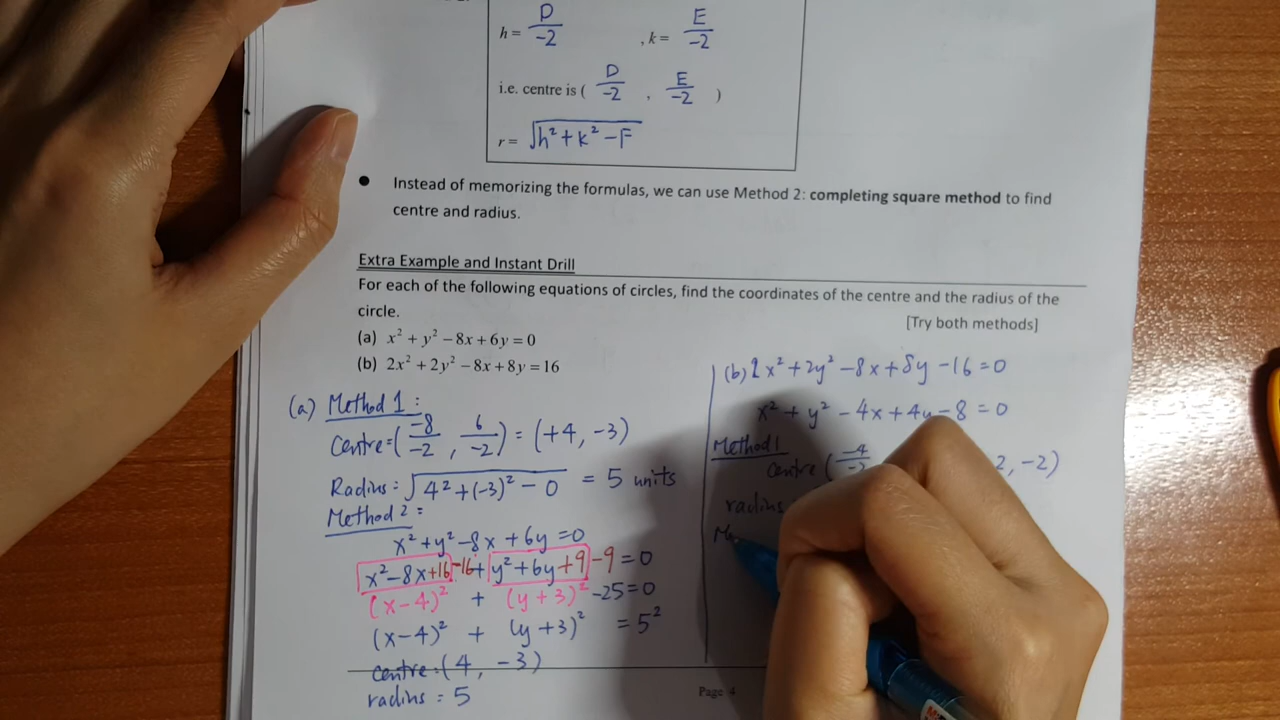 h = D/-2 , k = E/-2
i.e. centre is ( D/-2 , E/-2 )
r = √h² + k² - F
● Instead of memorizing the formulas, we can use Method 2: completing square method to find
centre and radius.
Extra Example and Instant Drill
For each of the following equations of circles, find the coordinates of the centre and the radius of the
circle.
[Try both methods]
(a) x² + y² − 8x + 6y = 0
(b) 2x² + 2y² − 8x + 8y = 16
(a) Method 1 :
Centre=(-8/-2 , 6/-2) = (+4, -3)
Radius: √4² + (-3)² - 0 = 5 units
Method 2 :
x² + y² - 8x + 6y = 0
x² - 8x + 16 - 16 + y² + 6y + 9 - 9 = 0
(x - 4)² + (y + 3)² - 25 = 0
(x - 4)² + (y + 3)² = 5²
centre : (4, -3)
radius : 5
(b) 2x² + 2y² - 8x + 8y - 16 = 0
x² + y² - 4x + 4y - 8 = 0
Method 1
centre (-4/-2 2, -2)
radius
Page 4